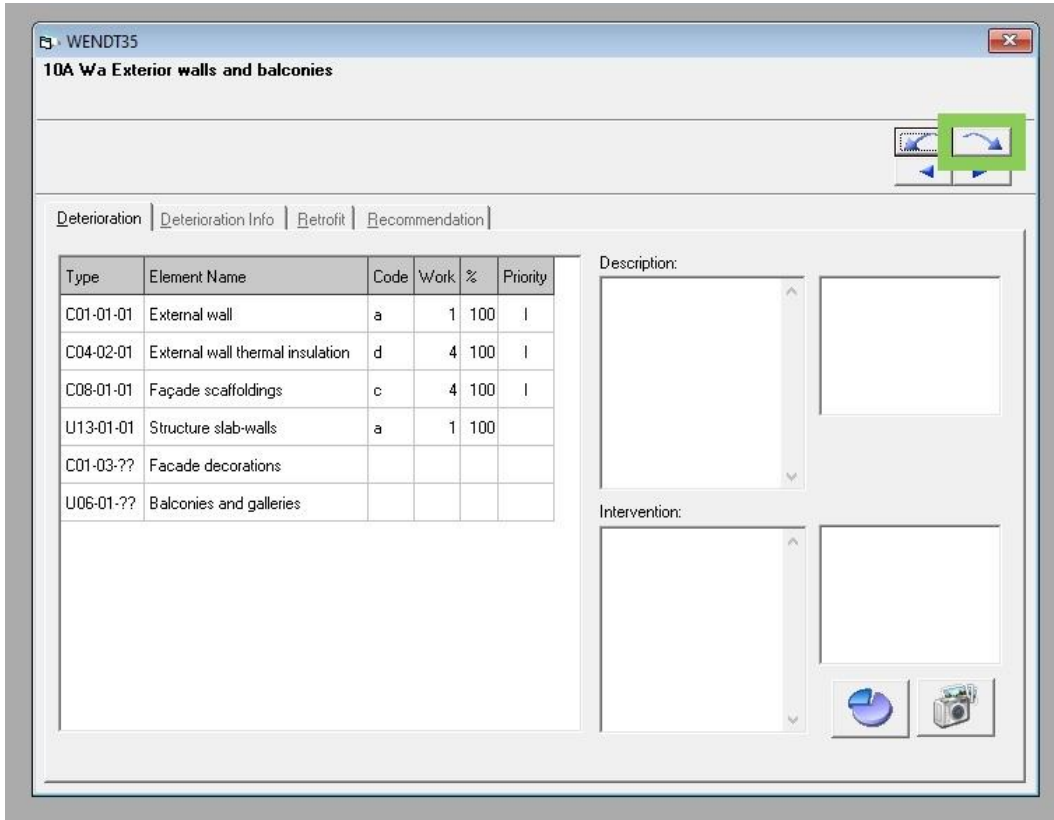 WENDT35
10A Wa Exterior walls and balconies
Deterioration Deterioration Info Retrofit Recommendation
Type Element Name Code Work % Priority
C01-01-01 External wall a 1 100 I
C04-02-01 External wall thermal insulation d 4 100 I
C08-01-01 Façade scaffoldings c 4 100 I
U13-01-01 Structure slab-walls a 1 100
C01-03-?? Facade decorations
U06-01-?? Balconies and galleries
Description:
Intervention: